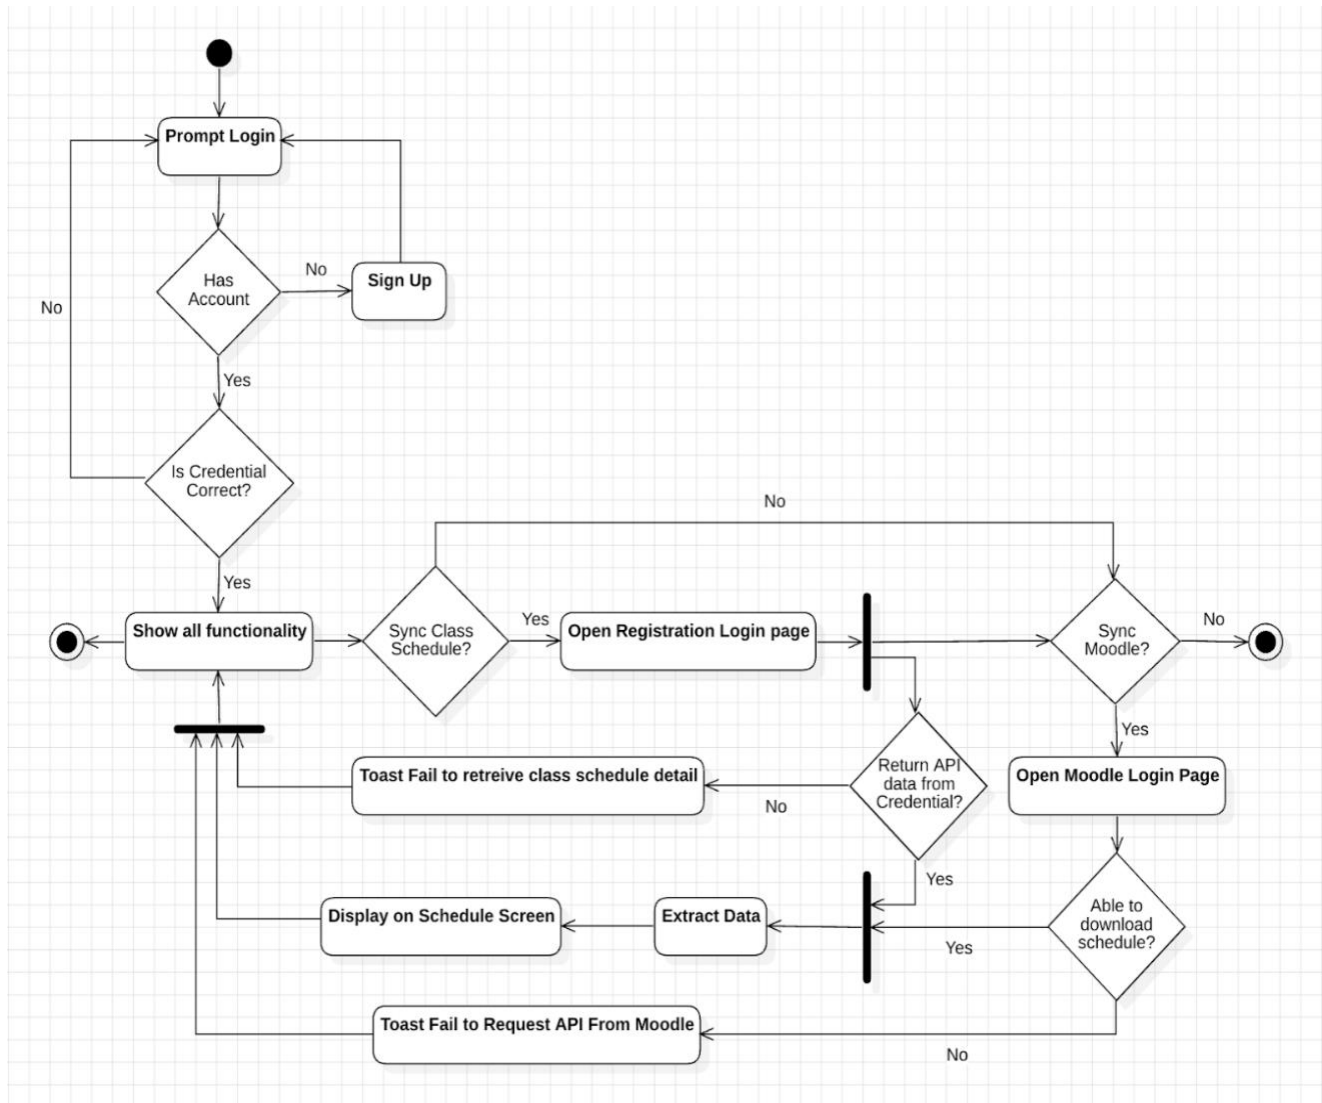 Prompt Login
Has
Account
No
Sign Up
No
Yes
Is Credential
Correct?
No
Yes
Show all functionality
Sync Class
Schedule?
Yes
Open Registration Login page
Sync
Moodle?
No
Yes
Toast Fail to retreive class schedule detail
No
Return API
data from
Credential?
Open Moodle Login Page
Yes
Display on Schedule Screen
Extract Data
Able to
download
schedule?
Yes
Toast Fail to Request API From Moodle
No